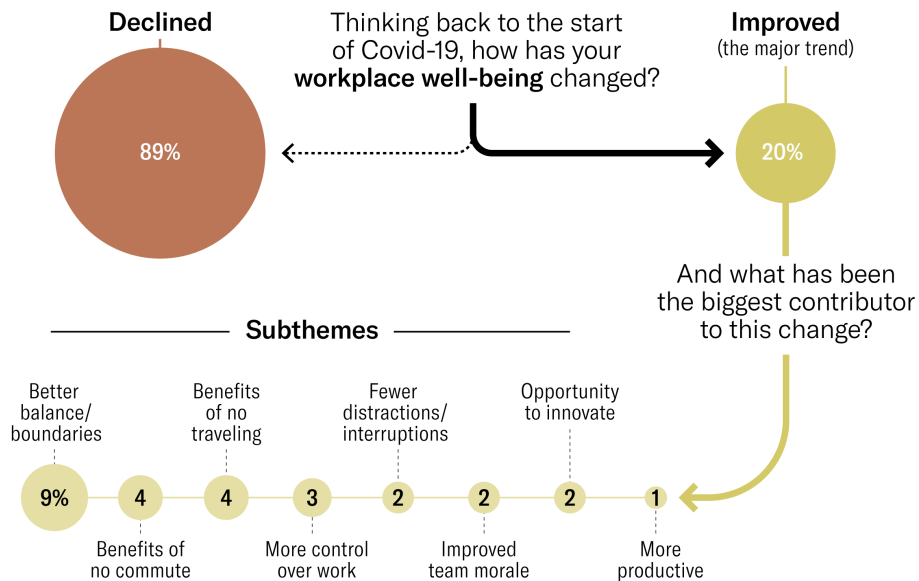 Declined
Thinking back to the start
of Covid-19, how has your
workplace well-being changed?
Improved
(the major trend)
89%
20%
And what has been
the biggest contributor
to this change?
Subthemes
Better
balance/
boundaries
Benefits
of no
traveling
Fewer
distractions/
interruptions
Opportunity
to innovate
9%
4
4
3
2
2
2
1
Benefits of
no commute
More control
over work
Improved
team morale
More
productive